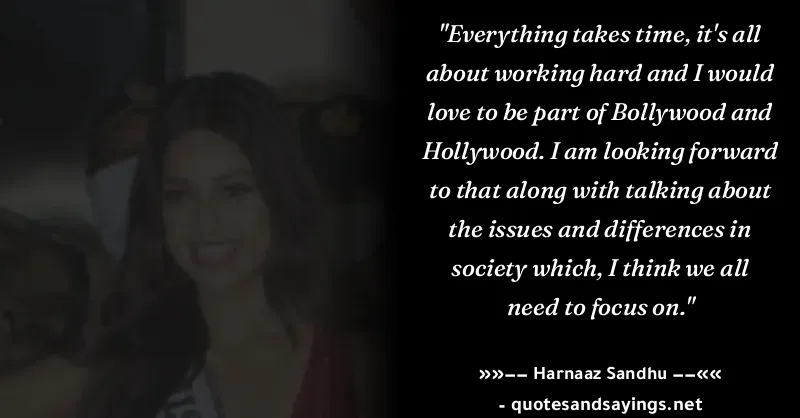 "Everything takes time, it's all
about working hard and I would
love to be part of Bollywood and
Hollywood. I am looking forward
to that along with talking about
the issues and differences in
society which, I think we all
need to focus on."
»»−− Harnaaz Sandhu −−««
- quotesandsayings.net